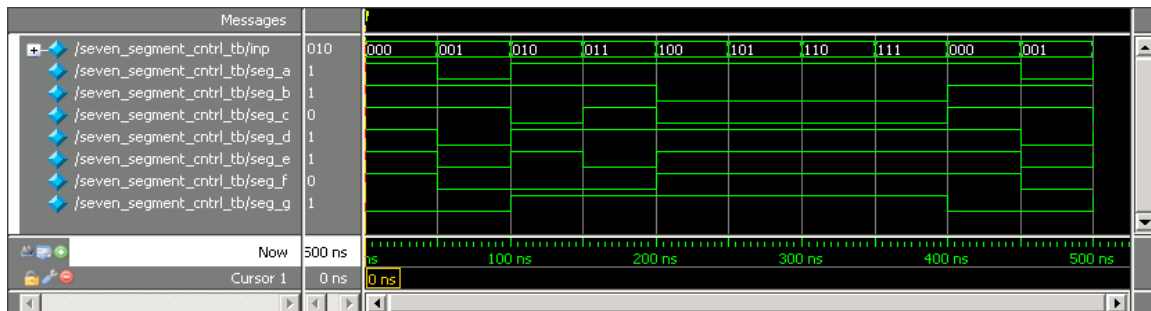 Messages
/seven_segment_cntrl_tb/inp 010 000 001 010 011 100 101 110 111 000 001
/seven_segment_cntrl_tb/seg_a 1
/seven_segment_cntrl_tb/seg_b 1
/seven_segment_cntrl_tb/seg_c 0
/seven_segment_cntrl_tb/seg_d 1
/seven_segment_cntrl_tb/seg_e 1
/seven_segment_cntrl_tb/seg_f 0
/seven_segment_cntrl_tb/seg_g 1
Now 500 ns ns 100 ns 200 ns 300 ns 400 ns 500 ns
Cursor 1 0 ns 0 ns